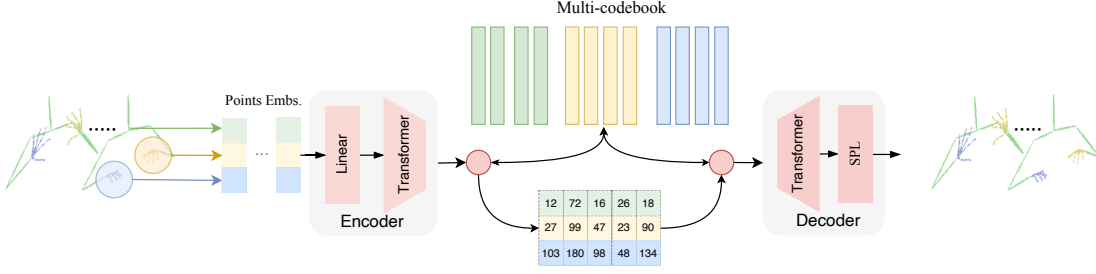 Multi-codebook
Points Embs.
...
Linear
Transformer
Encoder
12 72 16 26 18
27 99 47 23 90
103 180 98 48 134
Transformer
SPL
Decoder